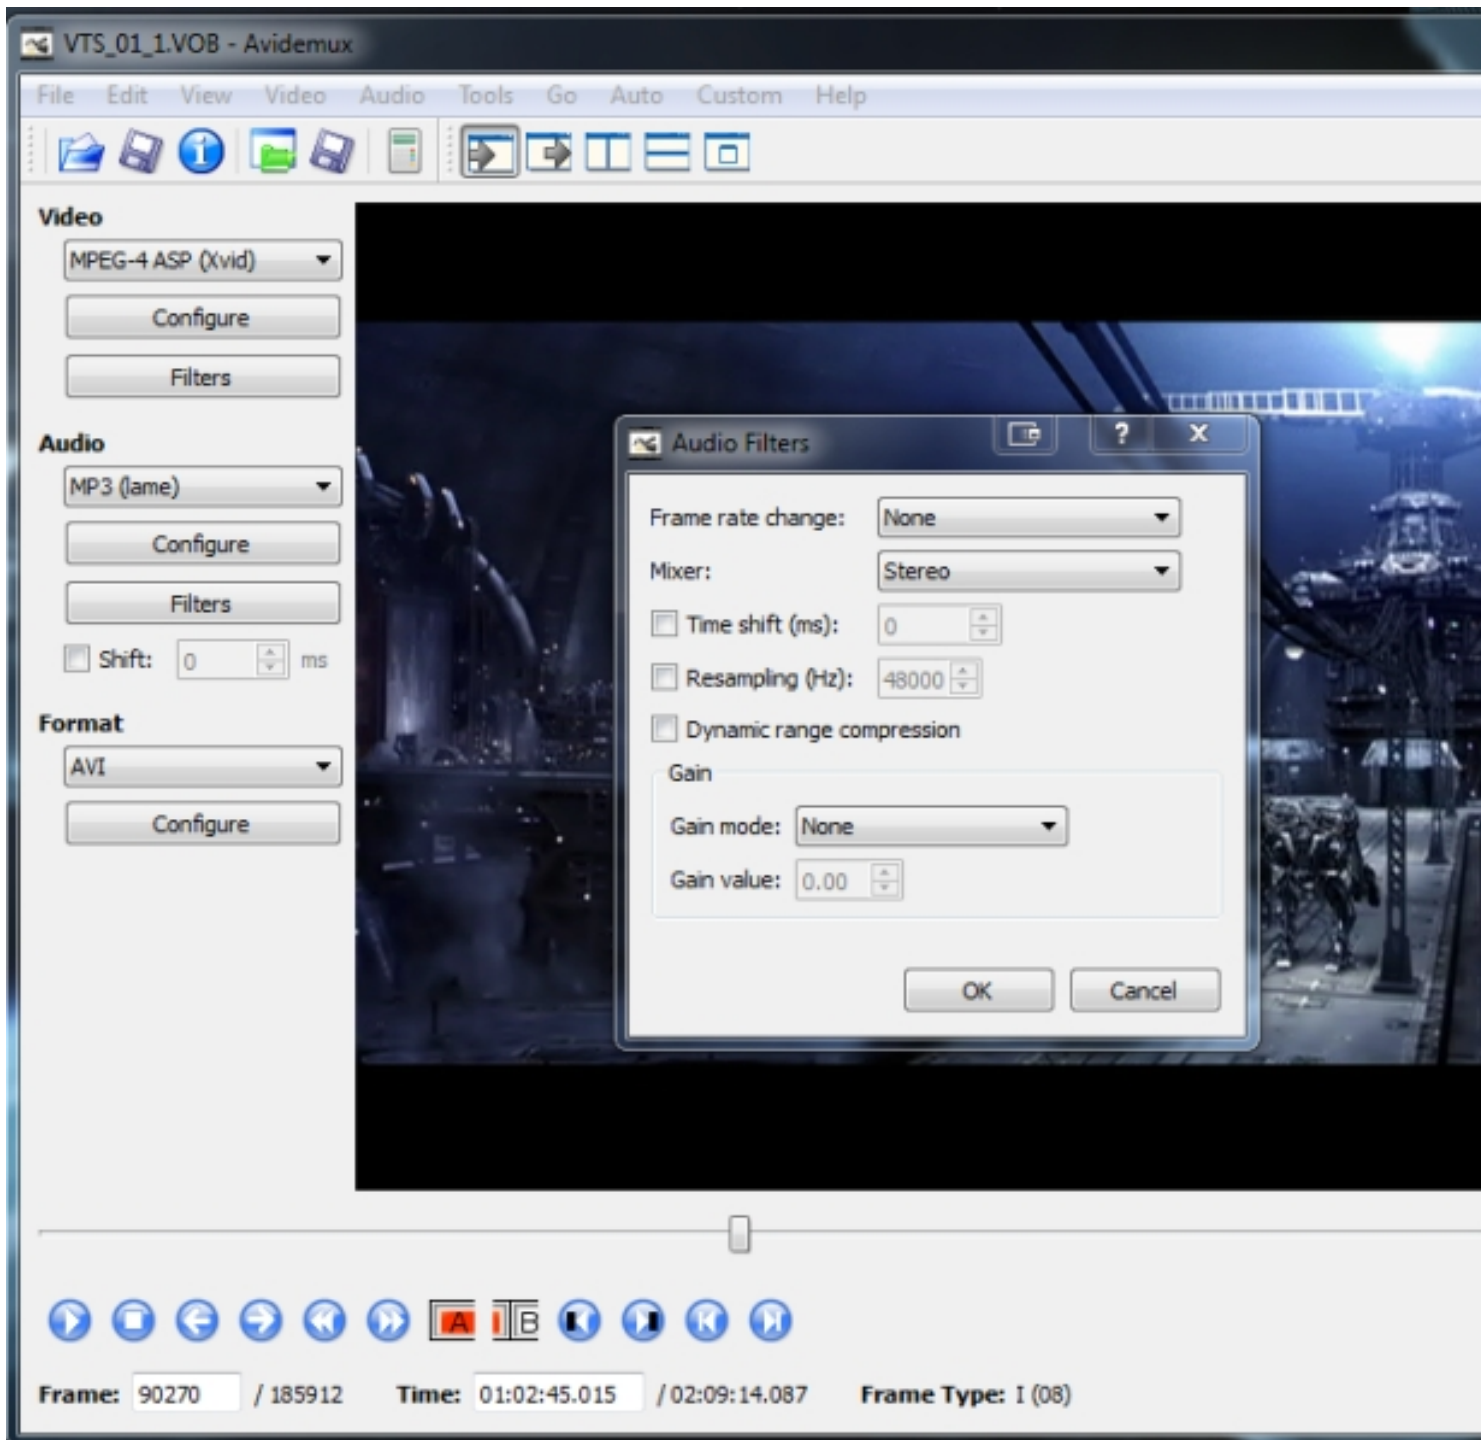 VTS_01_1.VOB - Avidemux
File Edit View Video Audio Tools Go Auto Custom Help
Video
MPEG-4 ASP (Xvid)
Configure
Filters
Audio
MP3 (lame)
Configure
Filters
Shift: 0 ms
Format
AVI
Configure
Audio Filters
Frame rate change: None
Mixer: Stereo
Time shift (ms): 0
Resampling (Hz): 48000
Dynamic range compression
Gain
Gain mode: None
Gain value: 0.00
OK Cancel
A B
Frame: 90270 / 185912 Time: 01:02:45.015 / 02:09:14.087 Frame Type: I (08)